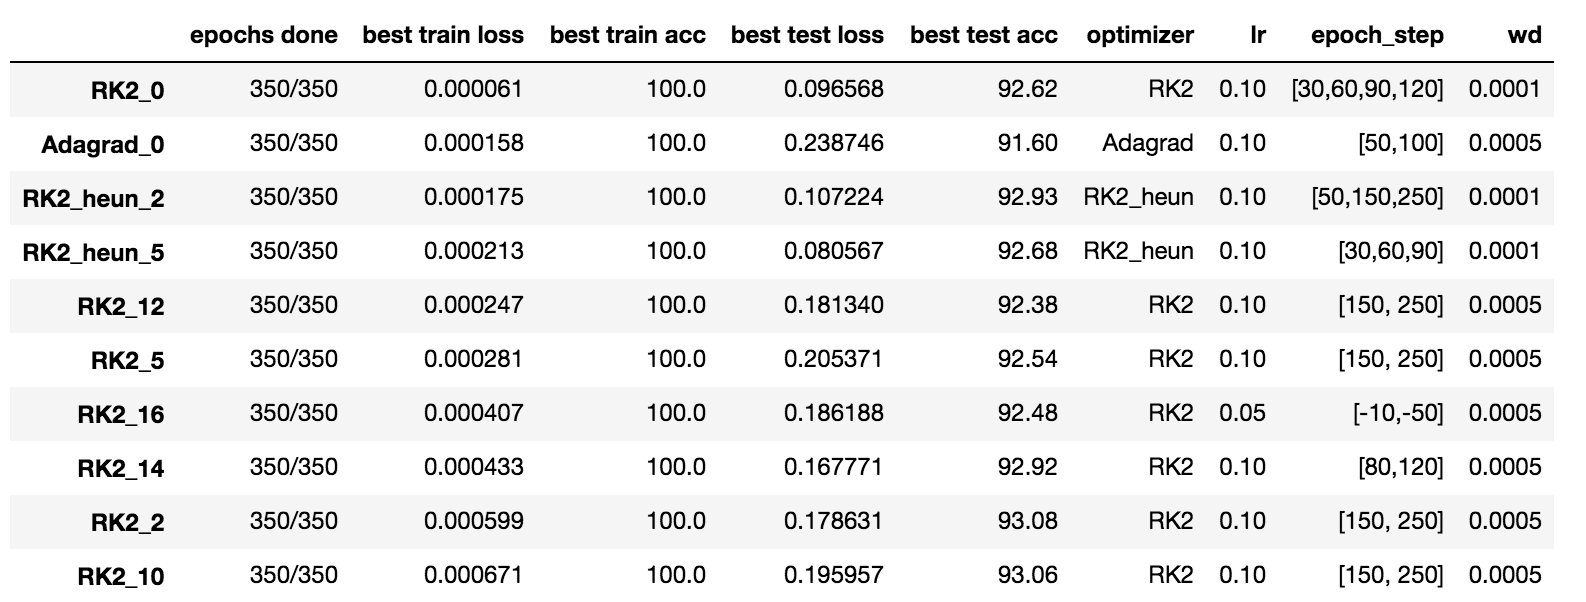 epochs done best train loss best train acc best test loss best test acc optimizer lr epoch_step wd
RK2_0 350/350 0.000061 100.0 0.096568 92.62 RK2 0.10 [30,60,90,120] 0.0001
Adagrad_0 350/350 0.000158 100.0 0.238746 91.60 Adagrad 0.10 [50,100] 0.0005
RK2_heun_2 350/350 0.000175 100.0 0.107224 92.93 RK2_heun 0.10 [50,150,250] 0.0001
RK2_heun_5 350/350 0.000213 100.0 0.080567 92.68 RK2_heun 0.10 [30,60,90] 0.0001
RK2_12 350/350 0.000247 100.0 0.181340 92.38 RK2 0.10 [150, 250] 0.0005
RK2_5 350/350 0.000281 100.0 0.205371 92.54 RK2 0.10 [150, 250] 0.0005
RK2_16 350/350 0.000407 100.0 0.186188 92.48 RK2 0.05 [-10,-50] 0.0005
RK2_14 350/350 0.000433 100.0 0.167771 92.92 RK2 0.10 [80,120] 0.0005
RK2_2 350/350 0.000599 100.0 0.178631 93.08 RK2 0.10 [150, 250] 0.0005
RK2_10 350/350 0.000671 100.0 0.195957 93.06 RK2 0.10 [150, 250] 0.0005